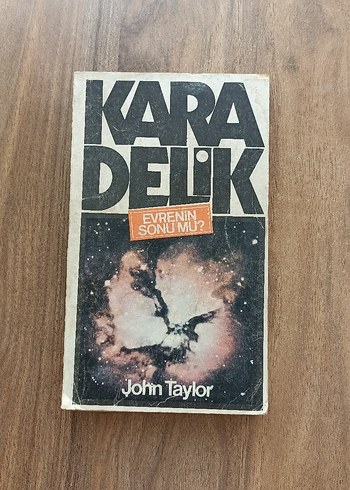 KARA
DELİK
EVRENİN
SONU MU?
John Taylor